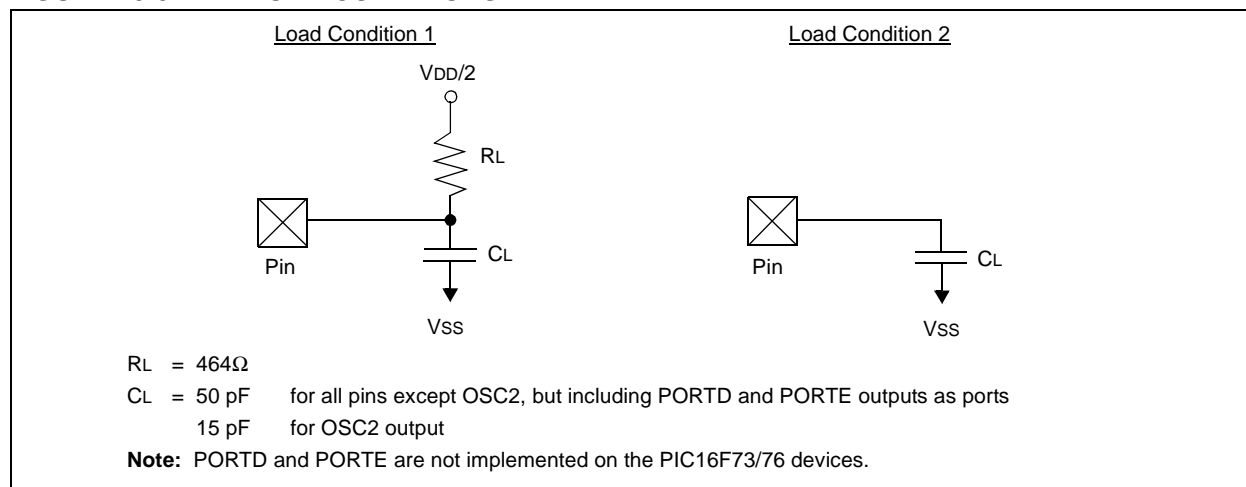 Load Condition 1
Load Condition 2
VDD/2
RL
Pin
CL
VSS
Pin
CL
VSS
RL = 464Ω
CL = 50 pF for all pins except OSC2, but including PORTD and PORTE outputs as ports
15 pF for OSC2 output
Note: PORTD and PORTE are not implemented on the PIC16F73/76 devices.